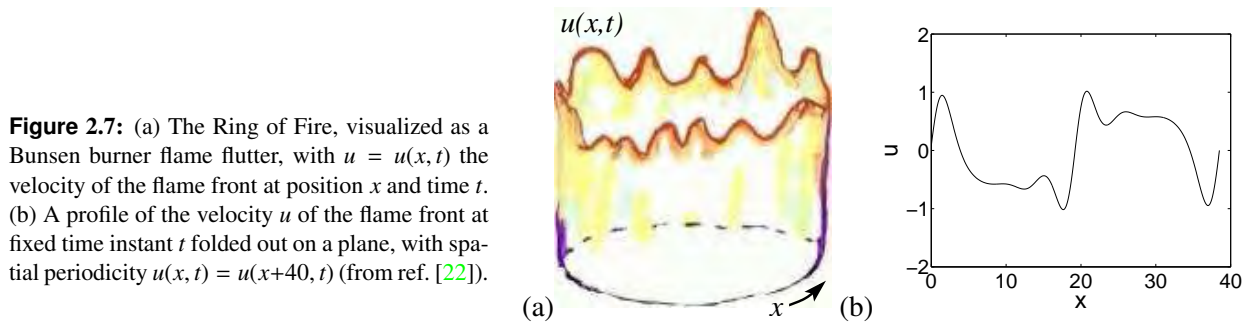 Figure 2.7: (a) The Ring of Fire, visualized as a
Bunsen burner flame flutter, with u = u(x, t) the
velocity of the flame front at position x and time t.
(b) A profile of the velocity u of the flame front at
fixed time instant t folded out on a plane, with spa-
tial periodicity u(x, t) = u(x+40, t) (from ref. [22]).
u(x,t)
x
(a)
2
1
0
−1
−2
u
0
10
20
30
40
x
(b)